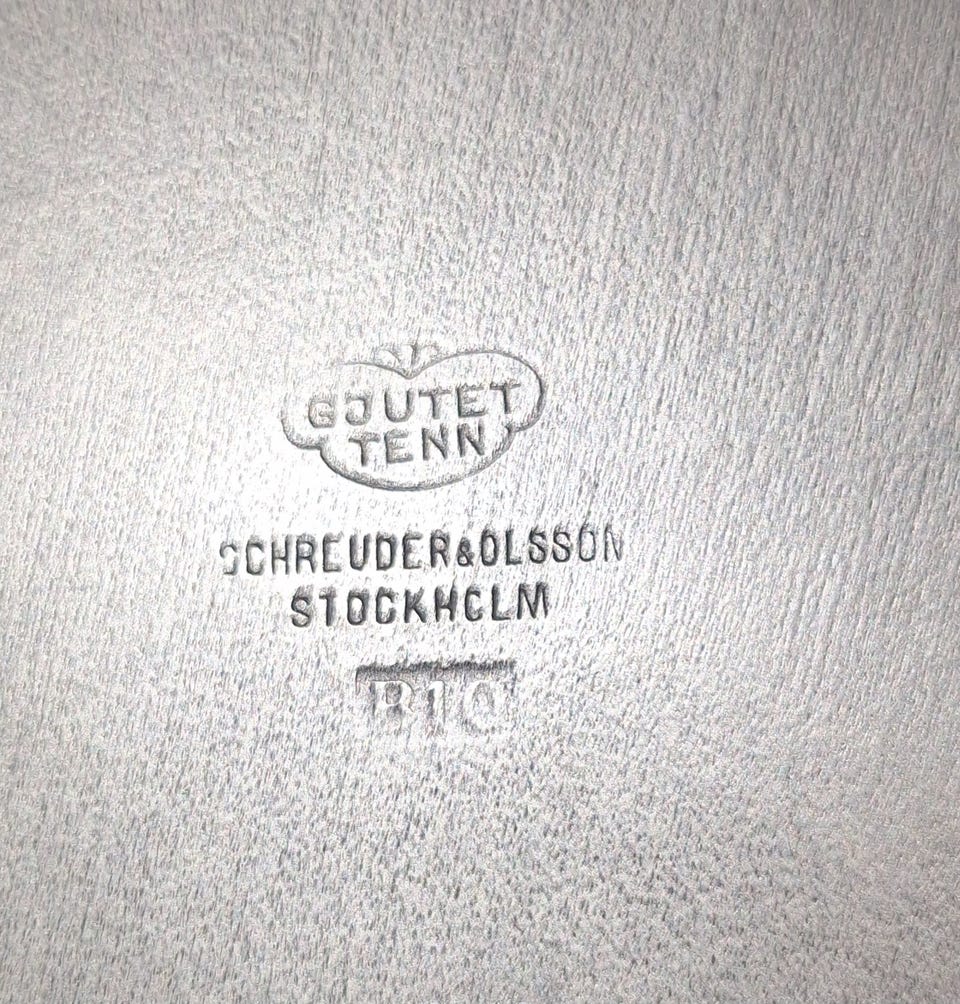 GJUTET
TENN
SCHREUDER&OLSSON
STOCKHOLM
B10